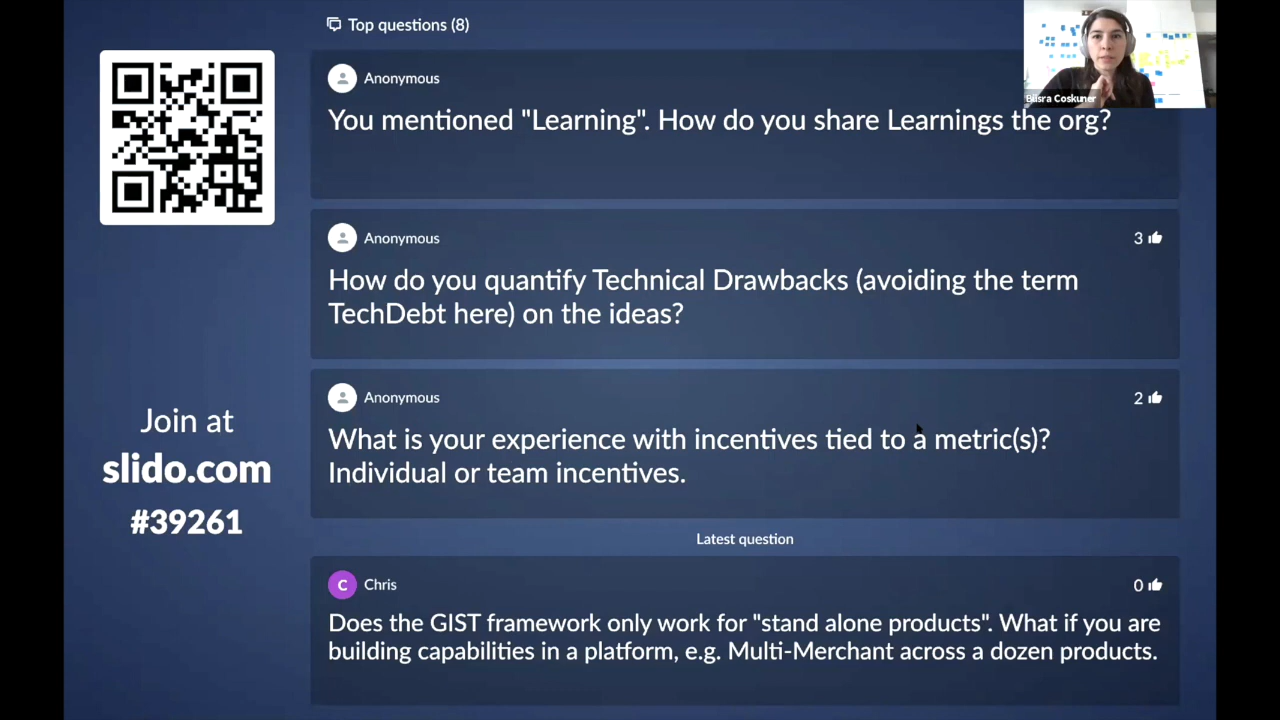 Top questions (8)
Anonymous
You mentioned "Learning". How do you share Learnings the org?
Busra Coskuner
Anonymous
3
How do you quantify Technical Drawbacks (avoiding the term
TechDebt here) on the ideas?
Anonymous
2
What is your experience with incentives tied to a metric(s)?
Individual or team incentives.
Join at
slido.com
#39261
Latest question
C
Chris
0
Does the GIST framework only work for "stand alone products". What if you are
building capabilities in a platform, e.g. Multi-Merchant across a dozen products.